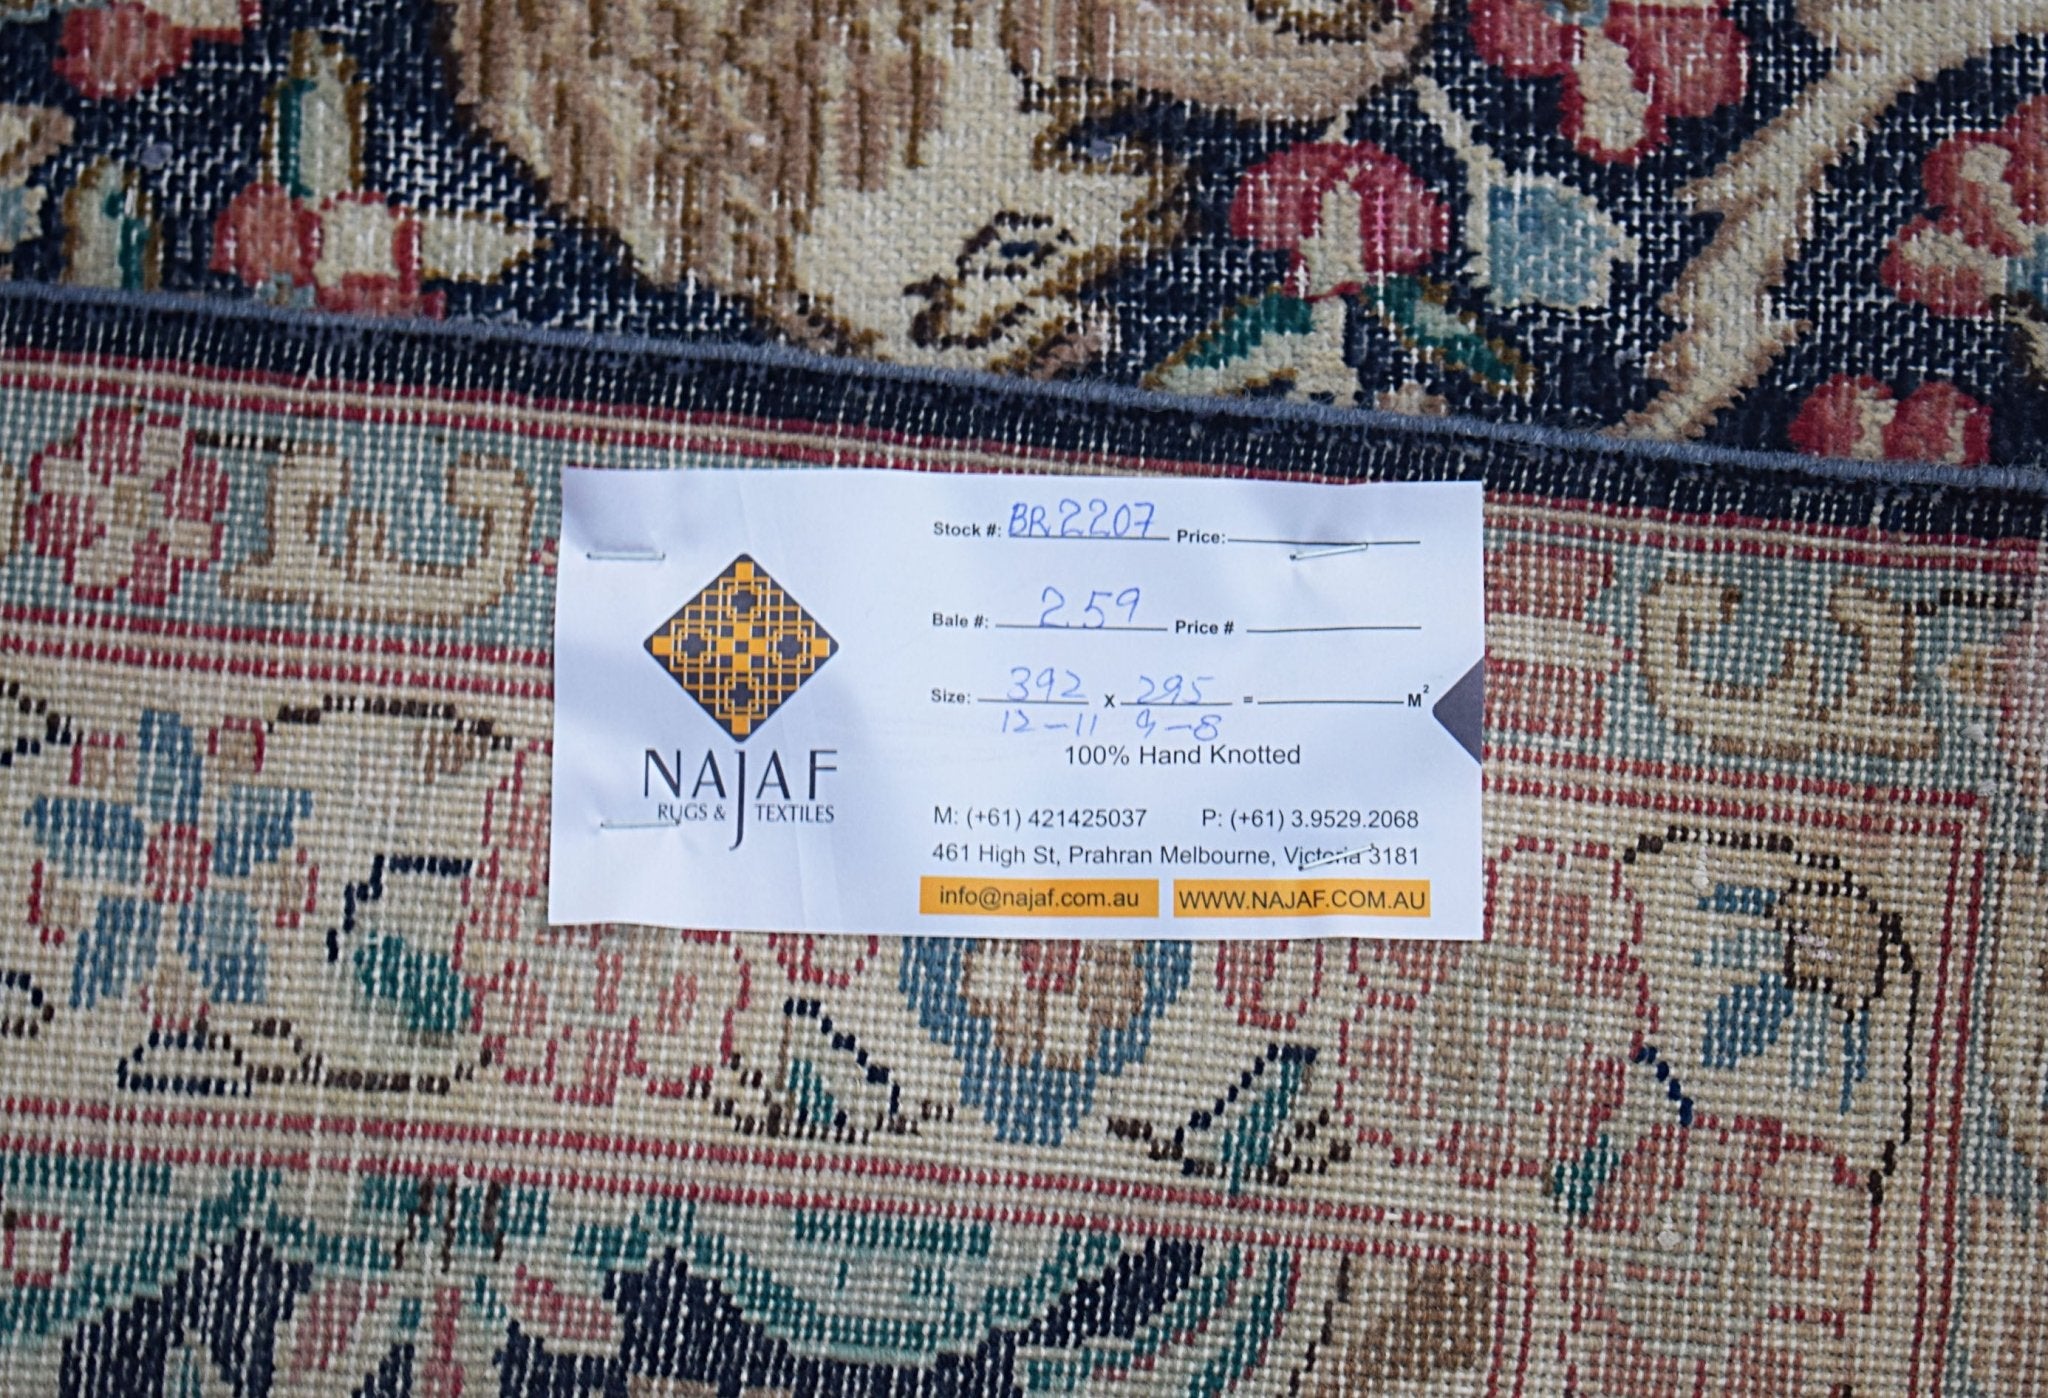 NAJAF
RUGS & TEXTILES
Stock #: BR2207 Price:
Bale #: 2.59 Price #
Size: 392 x 295 = M²
12-11 9-8
100% Hand Knotted
M: (+61) 421425037 P: (+61) 3.9529.2068
461 High St, Prahran Melbourne, Victoria 3181
info@najaf.com.au WWW.NAJAF.COM.AU